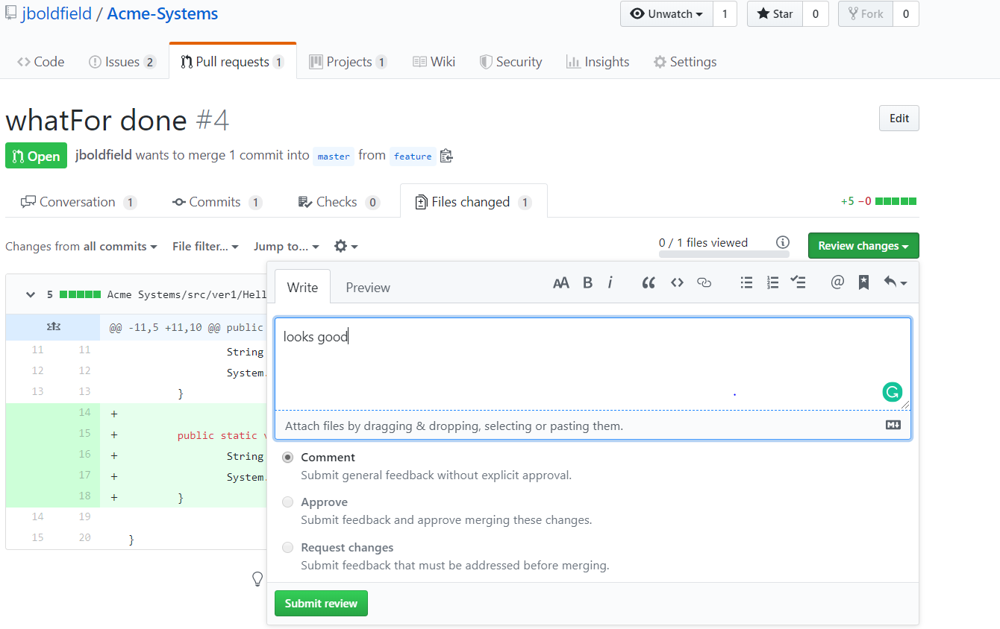 jboldfield / Acme-Systems
Unwatch 1 Star 0 Fork 0
Code Issues 2 Pull requests 1 Projects 1 Wiki Security Insights Settings
whatFor done #4
Edit
Open jboldfield wants to merge 1 commit into master from feature
Conversation 1 Commits 1 Checks 0 Files changed 1
+5 −0
Changes from all commits File filter... Jump to...
0 / 1 files viewed
Review changes
5 Acme Systems/src/ver1/Hell
@@ -11,5 +11,10 @@ public
11 11 String
12 12 System.
13 13 }
14 +
15 + public static v
16 + String
17 + System.
18 + }
14 19
15 20 }
Write Preview
AA B i
looks good
Attach files by dragging & dropping, selecting or pasting them.
Comment
Submit general feedback without explicit approval.
Approve
Submit feedback and approve merging these changes.
Request changes
Submit feedback that must be addressed before merging.
Submit review